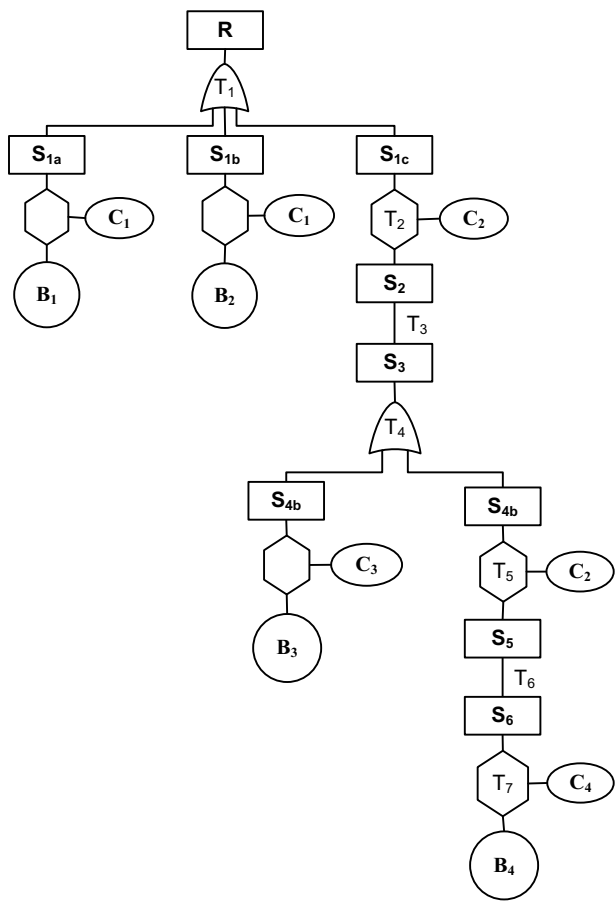 R
T₁
S₁ₐ
S₁b
S₁c
C₁
C₁
T₂
C₂
B₁
B₂
S₂
T₃
S₃
T₄
S₄b
S₄b
C₃
T₅
C₂
B₃
S₅
T₆
S₆
T₇
C₄
B₄